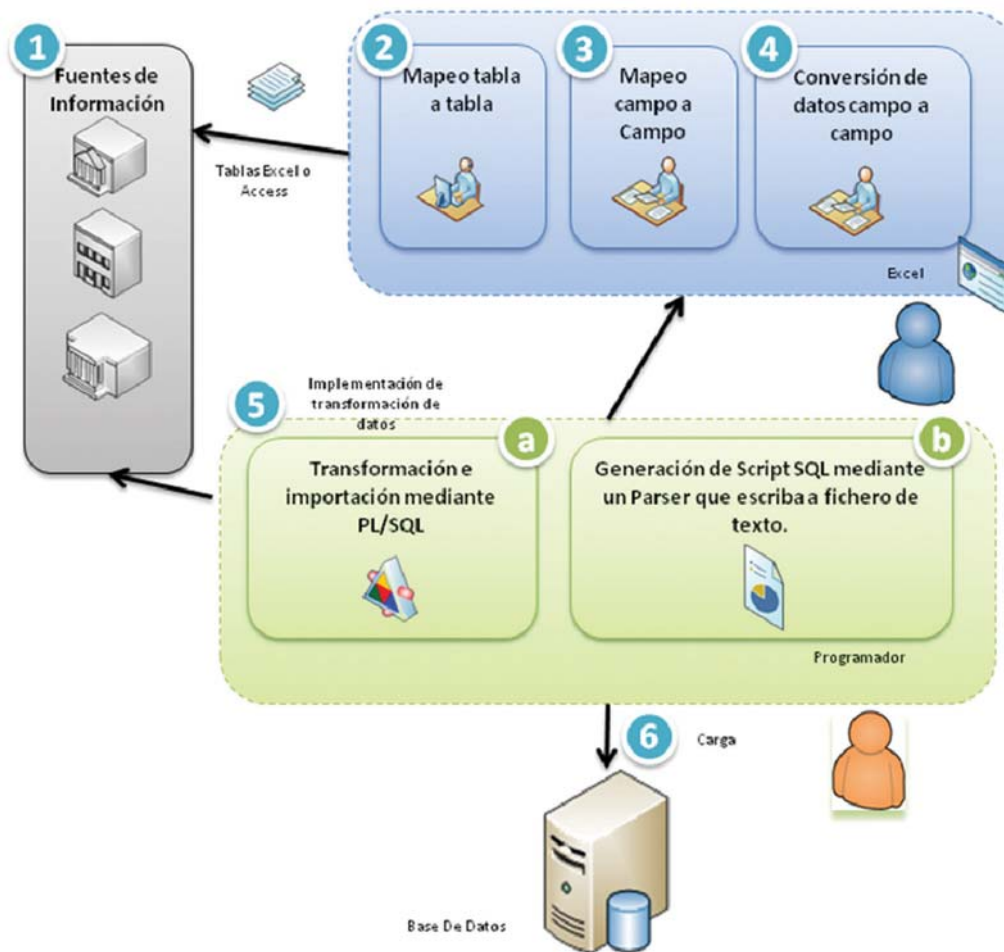 1
Fuentes de
Información
Tablas Excel o
Access
2
Mapeo tabla
a tabla
3
Mapeo
campo a
Campo
4
Conversión de
datos campo a
campo
Excel
5
Implementación de
transformación de
datos
a
Transformación e
importación mediante
PL/SQL
b
Generación de Script SQL mediante
un Parser que escriba a fichero de
texto.
Programador
6
Carga
Base De Datos